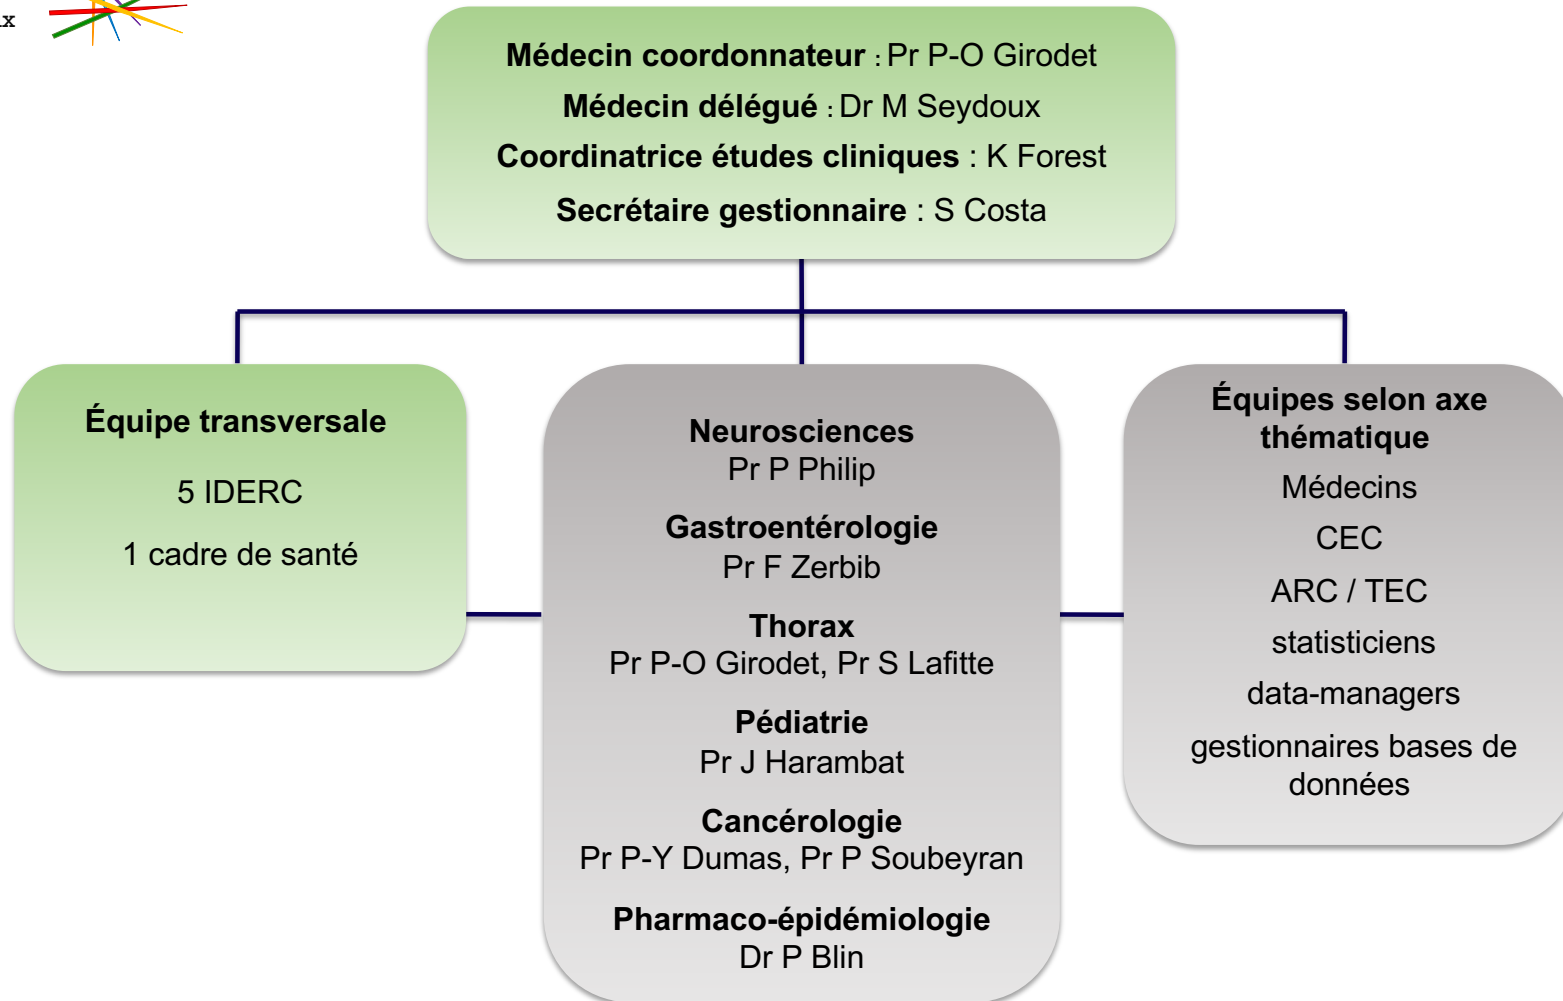 Médecin coordonnateur : Pr P-O Girodet
Médecin délégué : Dr M Seydoux
Coordinatrice études cliniques : K Forest
Secrétaire gestionnaire : S Costa
Équipe transversale
5 IDERC
1 cadre de santé
Neurosciences
Pr P Philip
Gastroentérologie
Pr F Zerbib
Thorax
Pr P-O Girodet, Pr S Lafitte
Pédiatrie
Pr J Harambat
Cancérologie
Pr P-Y Dumas, Pr P Soubeyran
Pharmaco-épidémiologie
Dr P Blin
Équipes selon axe
thématique
Médecins
CEC
ARC / TEC
statisticiens
data-managers
gestionnaires bases de
données